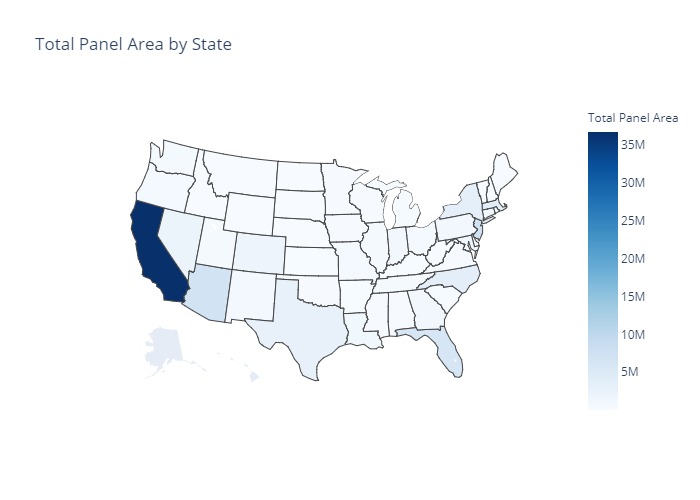 Total Panel Area by State
Total Panel Area
35M
30M
25M
20M
15M
10M
5M